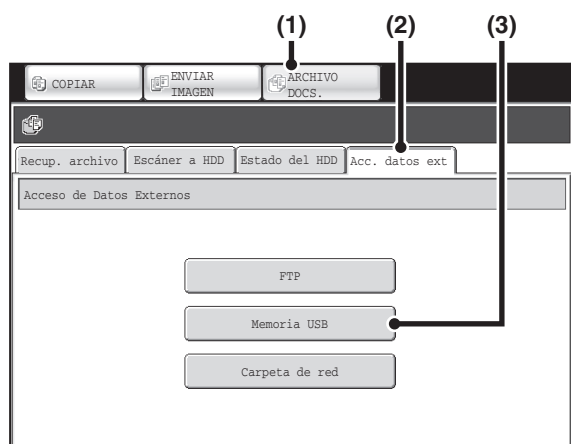 (1) (2) (3)
COPIAR
ENVIAR
IMAGEN
ARCHIVO
DOCS.
Recup. archivo Escáner a HDD Estado del HDD Acc. datos ext
Acceso de Datos Externos
FTP
Memoria USB
Carpeta de red